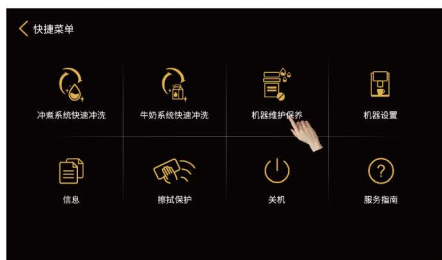 快捷菜单
冲煮系统快速冲洗
牛奶系统快速冲洗
机器维护保养
机器设置
信息
擦拭保护
关机
服务指南